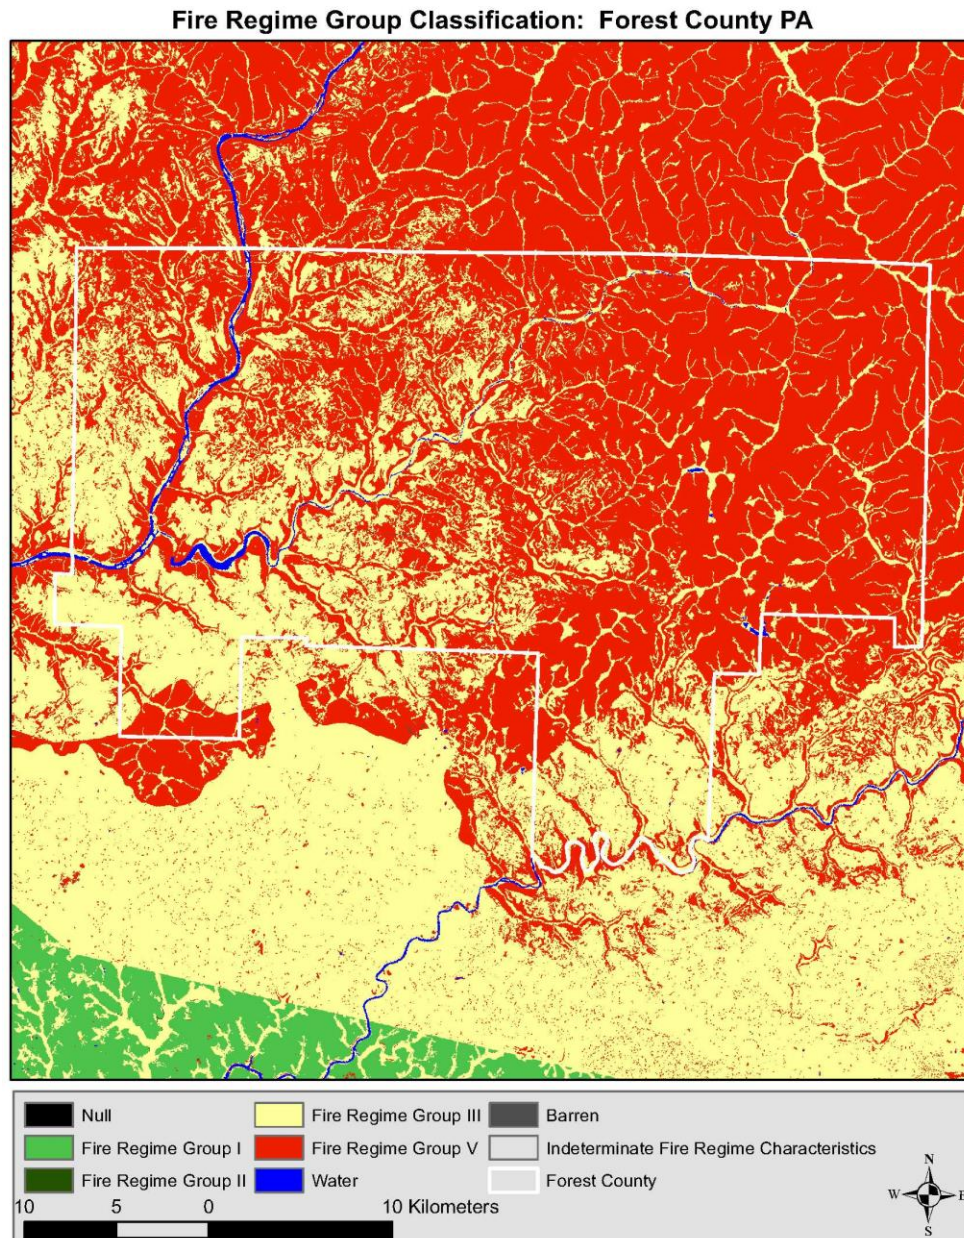 Fire Regime Group Classification:  Forest County PA
Null
Fire Regime Group III
Barren
Fire Regime Group I
Fire Regime Group V
Indeterminate Fire Regime Characteristics
Fire Regime Group II
Water
Forest County
10 5 0 10 Kilometers
N
W E
S